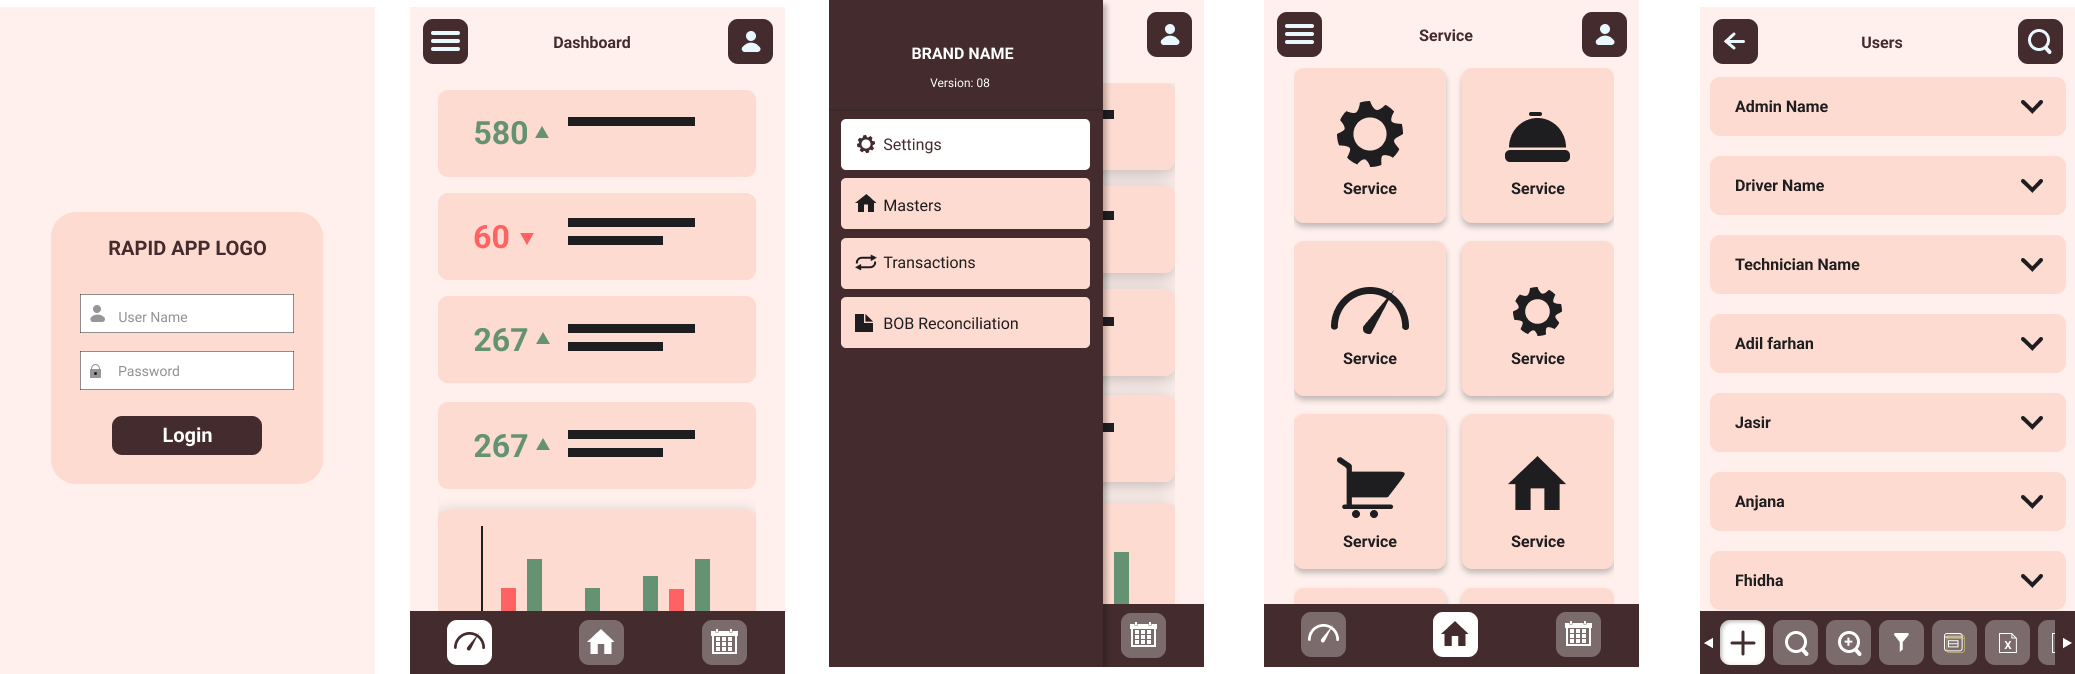 RAPID APP LOGO
User Name
Password
Login
Dashboard
580
60
267
267
BRAND NAME
Version: 08
Settings
Masters
Transactions
BOB Reconciliation
Service
Service
Service
Service
Service
Service
Service
Users
Admin Name
Driver Name
Technician Name
Adil farhan
Jasir
Anjana
Fhidha
X